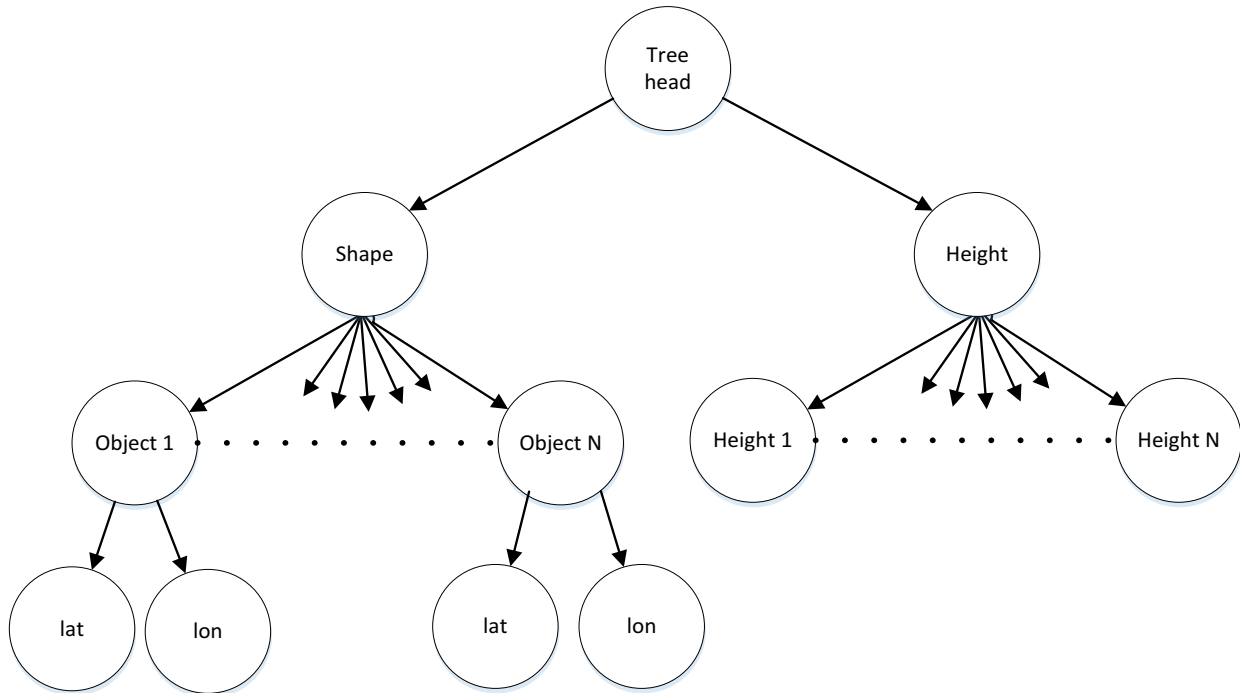 Tree
head
Shape
Height
Object 1
Object N
Height 1
Height N
lat
lon
lat
lon